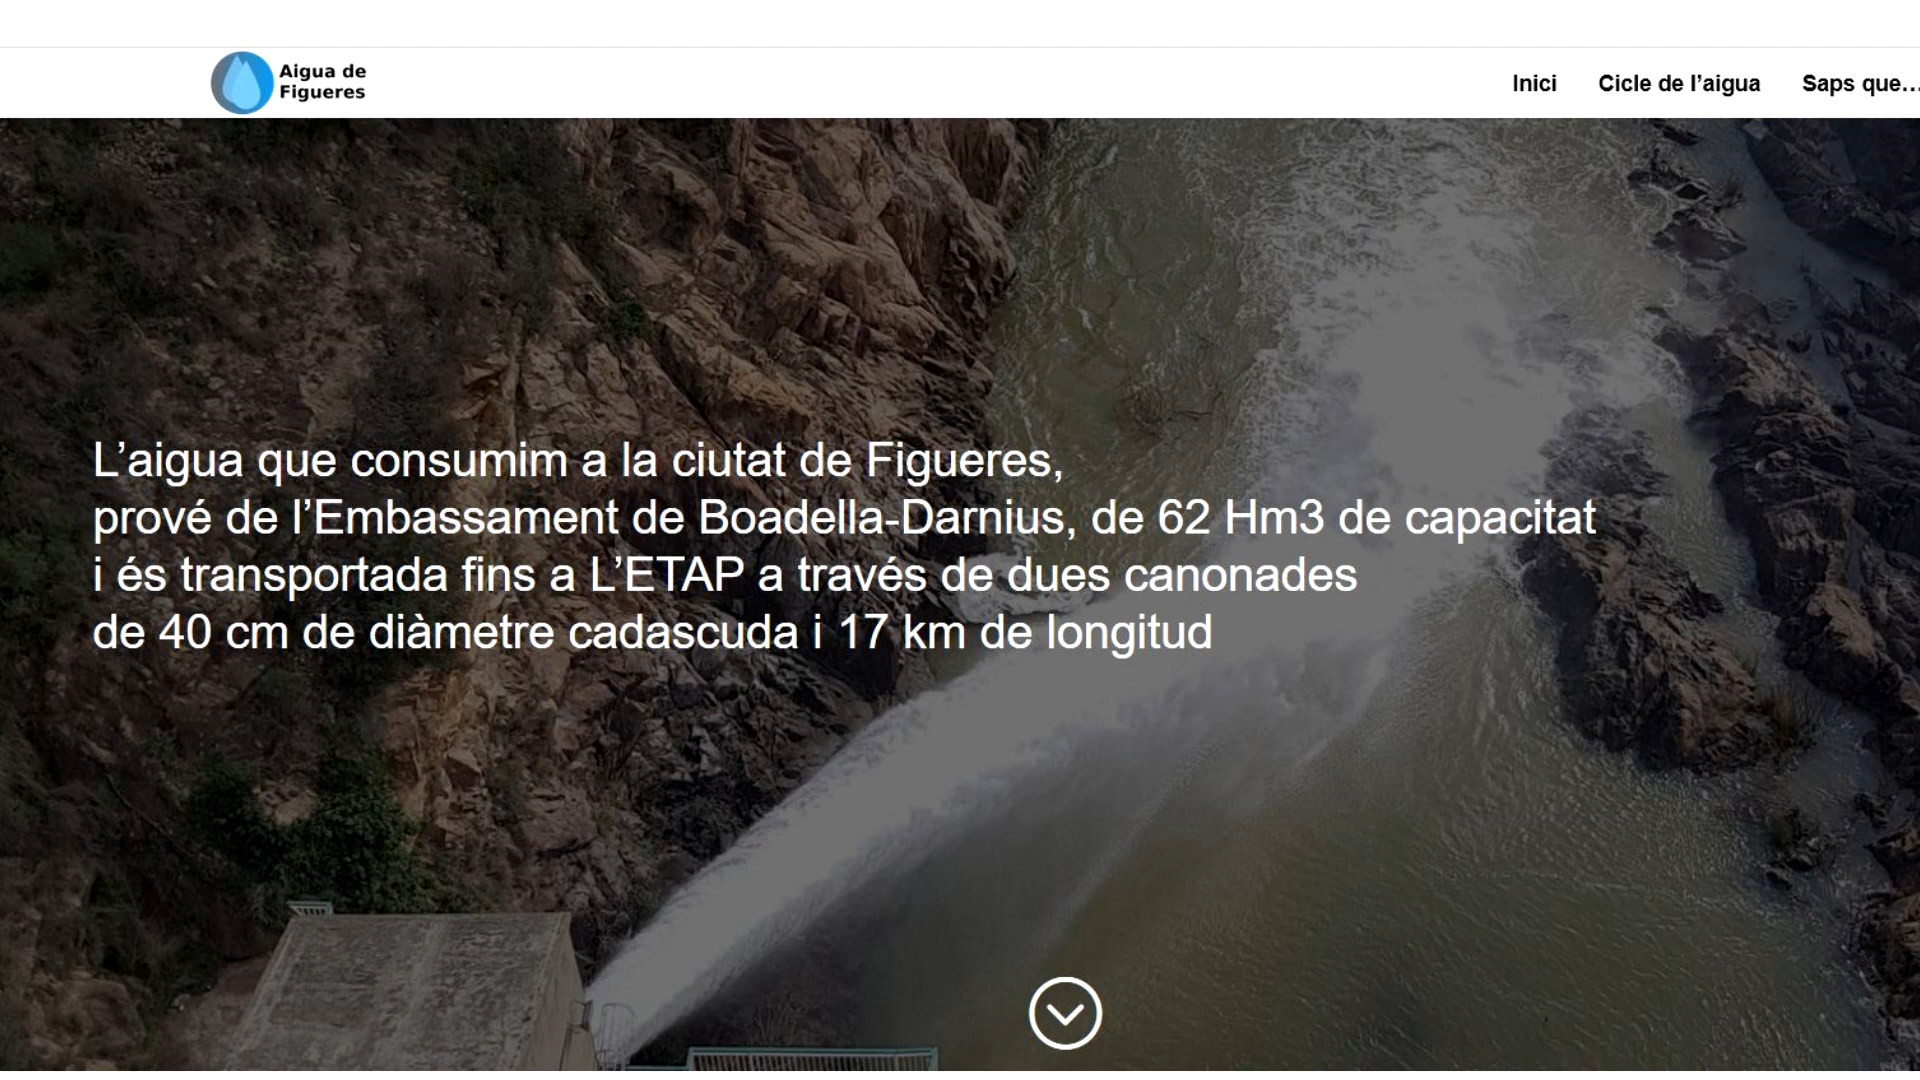 Aigua de
Figueres
Inici Cicle de l’aigua Saps que…
L’aigua que consumim a la ciutat de Figueres,
prové de l’Embassament de Boadella-Darnius, de 62 Hm3 de capacitat
i és transportada fins a L’ETAP a través de dues canonades
de 40 cm de diàmetre cadascuda i 17 km de longitud